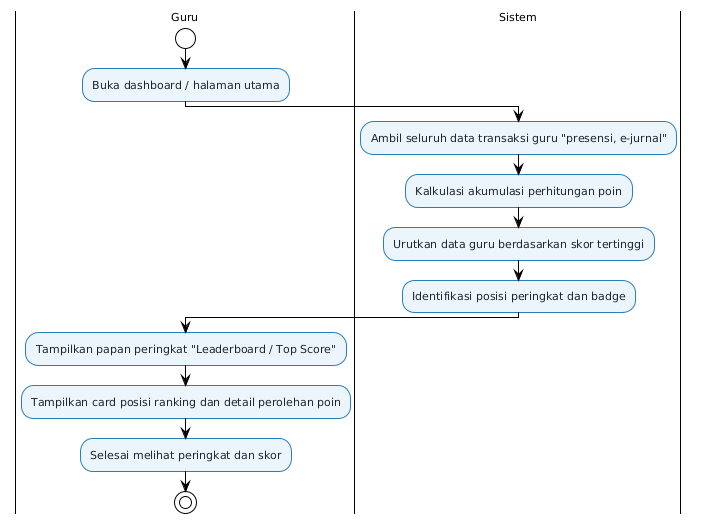 Guru
Sistem
Buka dashboard / halaman utama
Ambil seluruh data transaksi guru "presensi, e-jurnal"
Kalkulasi akumulasi perhitungan poin
Urutkan data guru berdasarkan skor tertinggi
Identifikasi posisi peringkat dan badge
Tampilkan papan peringkat "Leaderboard / Top Score"
Tampilkan card posisi ranking dan detail perolehan poin
Selesai melihat peringkat dan skor